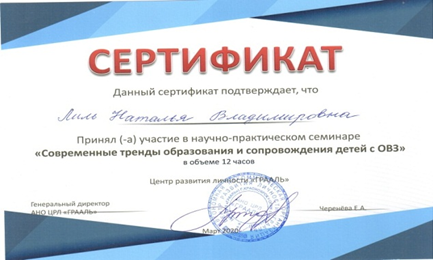 СЕРТИФИКАТ
Данный сертификат подтверждает, что
Лиль Наталья Владимировна
Принял (-а) участие в научно-практическом семинаре
«Современные тренды образования и сопровождения детей с ОВЗ»
в объеме 12 часов
Центр развития личности «ГРААЛЬ»
Генеральный директор
АНО ЦРЛ «ГРААЛЬ»
Черенёва Е.А.
Март 2020